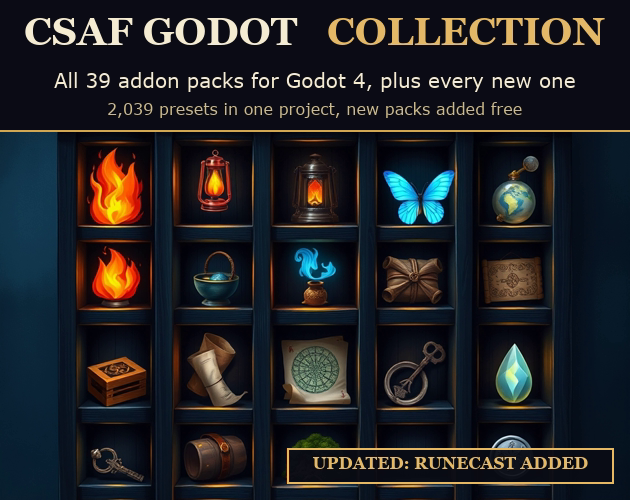 CSAF GODOT COLLECTION
All 39 addon packs for Godot 4, plus every new one
2,039 presets in one project, new packs added free
UPDATED: RUNECAST ADDED